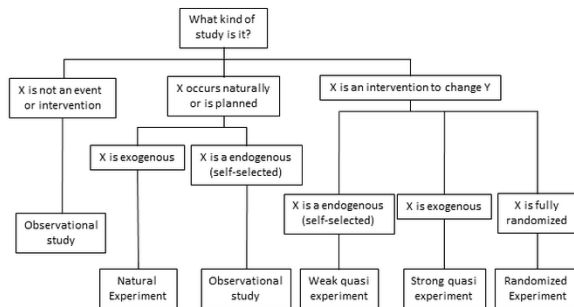 What kind of
study is it?
X is not an event
or intervention
X occurs naturally
or is planned
X is an intervention to change Y
X is exogenous
X is a endogenous
(self-selected)
X is a endogenous
(self-selected)
X is exogenous
X is fully
randomized
Observational
study
Natural
Experiment
Observational
study
Weak quasi
experiment
Strong quasi
experiment
Randomized
Experiment